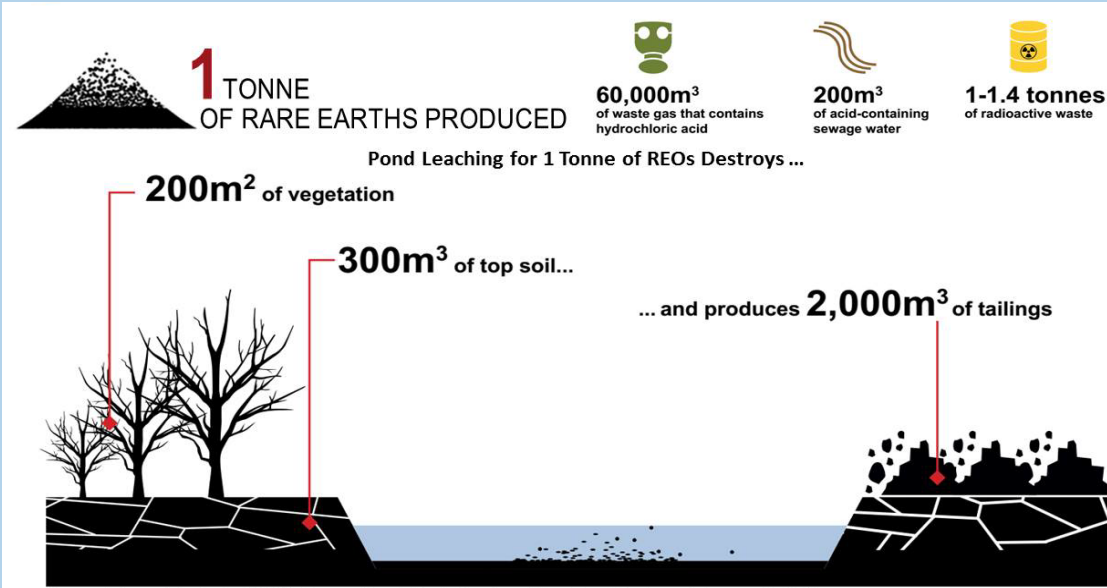 1 TONNE
OF RARE EARTHS PRODUCED
60,000m³
of waste gas that contains
hydrochloric acid
200m³
of acid-containing
sewage water
1-1.4 tonnes
of radioactive waste
Pond Leaching for 1 Tonne of REOs Destroys ...
200m² of vegetation
300m³ of top soil...
... and produces 2,000m³ of tailings